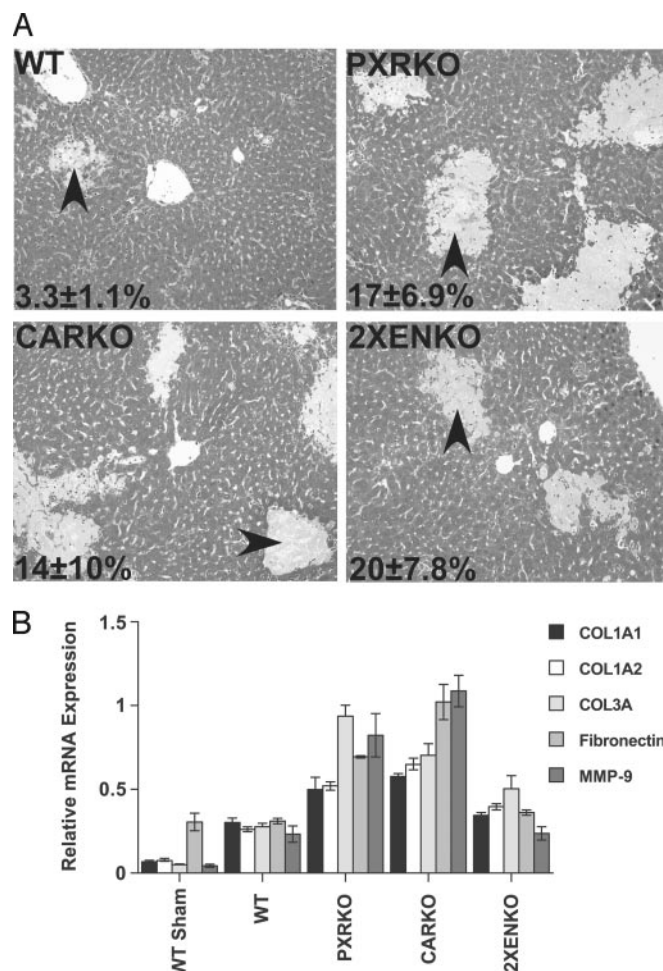 A
WT
3.3±1.1%
PXRKO
17±6.9%
CARKO
14±10%
2XENKO
20±7.8%
B
Relative mRNA Expression
1.5
1
0.5
0
WT Sham
WT
PXRKO
CARKO
2XENKO
COL1A1
COL1A2
COL3A
Fibronectin
MMP-9